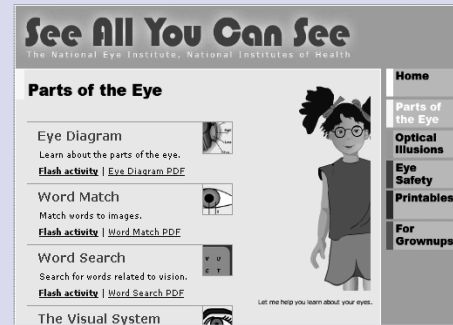 See All You Can See
The National Eye Institute, National Institutes of Health
Parts of the Eye
Eye Diagram
Learn about the parts of the eye.
Flash activity | Eye Diagram PDF
Word Match
Match words to images.
Flash activity | Word Match PDF
Word Search
Search for words related to vision.
Flash activity | Word Search PDF
The Visual System
V U
E T
Let me help you learn about your eyes.
Home
Parts of
the Eye
Optical
Illusions
Eye
Safety
Printables
For
Grownups